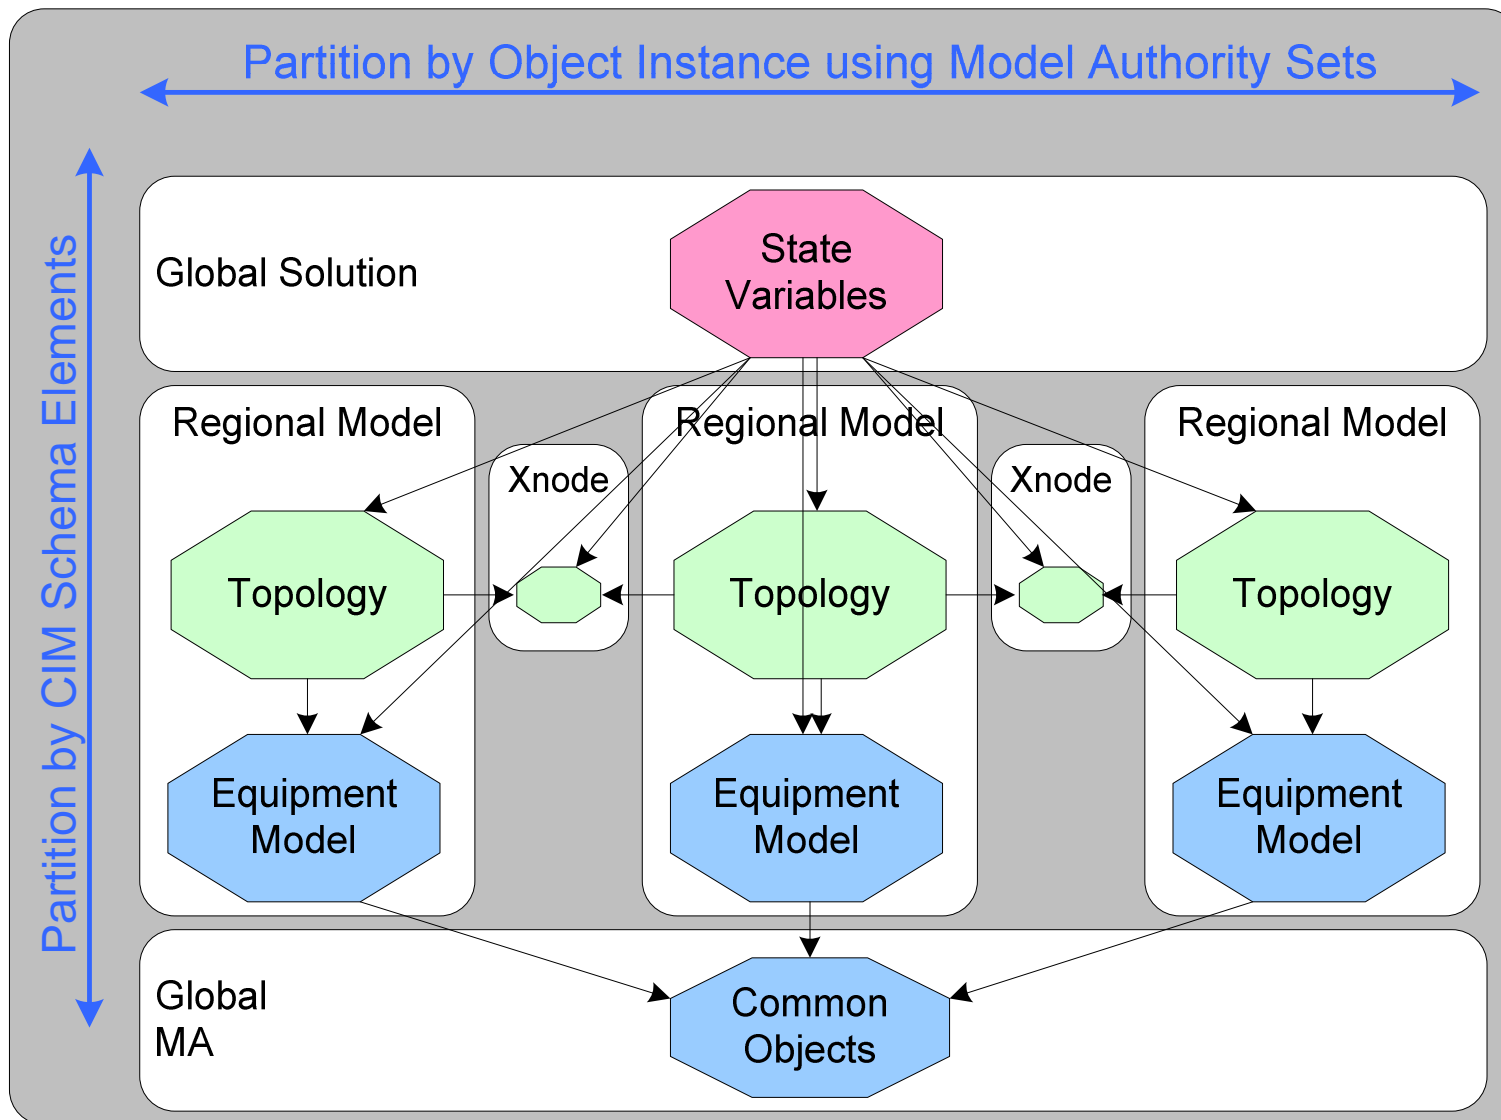 Partition by Object Instance using Model Authority Sets
Partition by CIM Schema Elements
Global Solution
State
Variables
Regional Model
Regional Model
Regional Model
Xnode
Xnode
Topology
Topology
Topology
Equipment
Model
Equipment
Model
Equipment
Model
Global
MA
Common
Objects